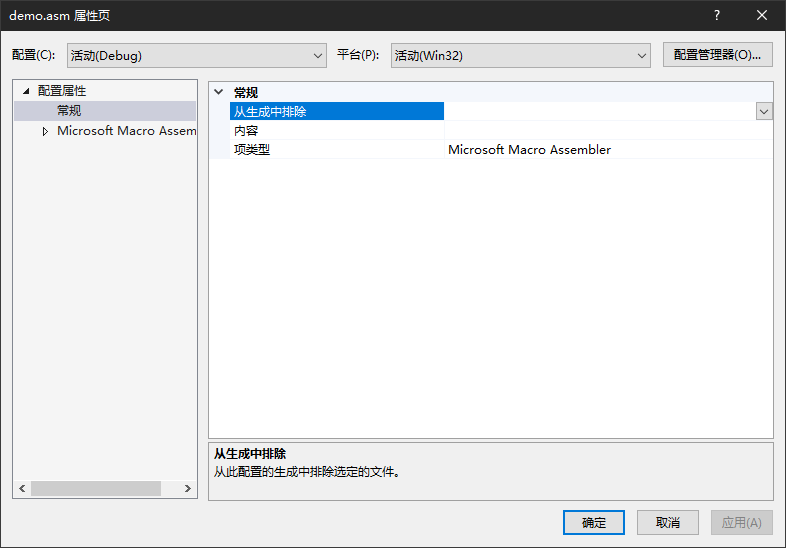 demo.asm 属性页
配置(C):
活动(Debug)
平台(P):
活动(Win32)
配置管理器(O)...
配置属性
常规
Microsoft Macro Assem
常规
从生成中排除
内容
项类型
Microsoft Macro Assembler
从生成中排除
从此配置的生成中排除选定的文件。
确定
取消
应用(A)